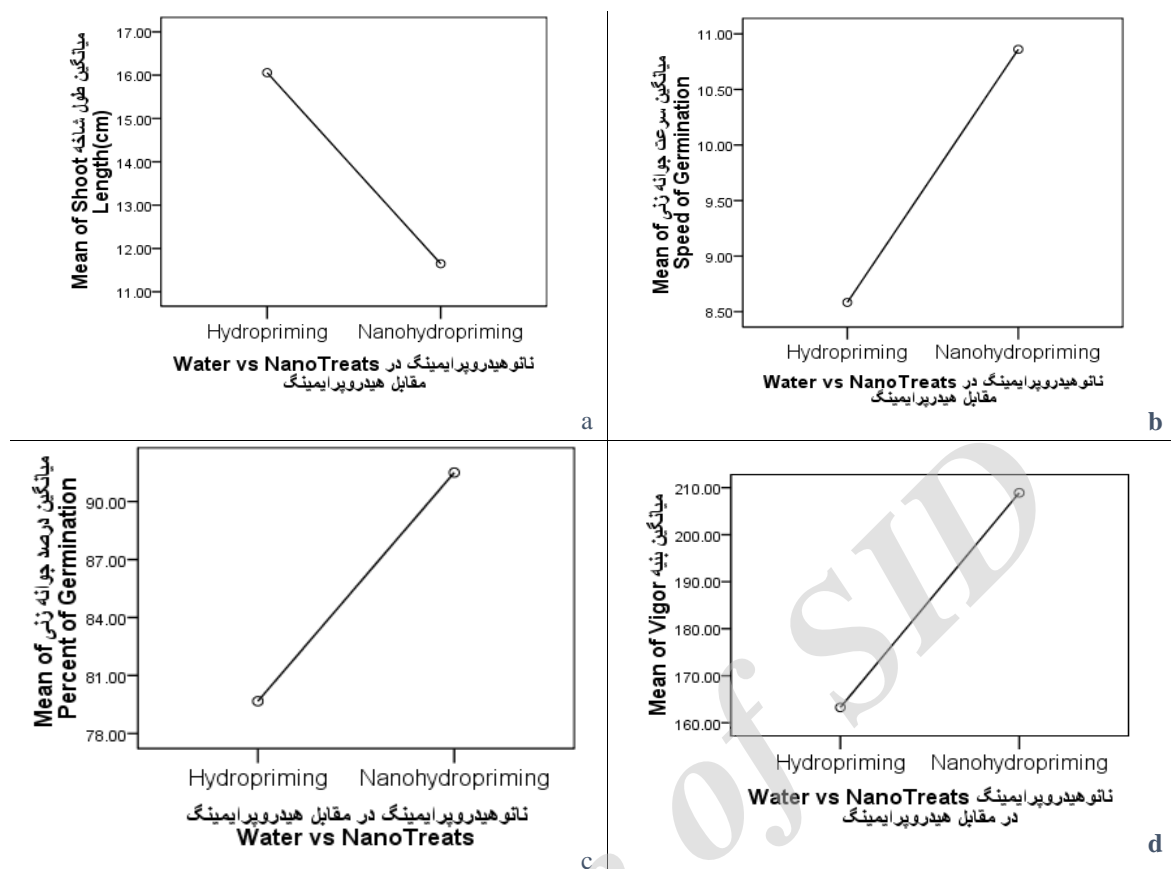 میانگین طول شاخه Mean of Shoot
Length(cm)
17.00
16.00
15.00
14.00
13.00
12.00
11.00
Hydropriming Nanohydropriming
نانوهیدروپرایمینگ در Water vs NanoTreats
مقابل هیدروپرایمینگ
a
میانگین سرعت جوانه زنی Mean of
Speed of Germination
11.00
10.50
10.00
9.50
9.00
8.50
Hydropriming Nanohydropriming
نانوهیدروپرایمینگ در Water vs NanoTreats
مقابل هیدرپرایمینگ
b
میانگین درصد جوانه زنی Mean of
Percent of Germination
90.00
87.00
84.00
81.00
78.00
Hydropriming Nanohydropriming
نانوهیدروپرایمینگ در مقابل هیدروپرایمینگ
Water vs NanoTreats
c
میانگین بنیه Mean of Vigor
210.00
200.00
190.00
180.00
170.00
160.00
Hydropriming Nanohydropriming
نانوهیدروپرایمینگ Water vs NanoTreats
در مقابل هیدروپرایمینگ
d
of SID